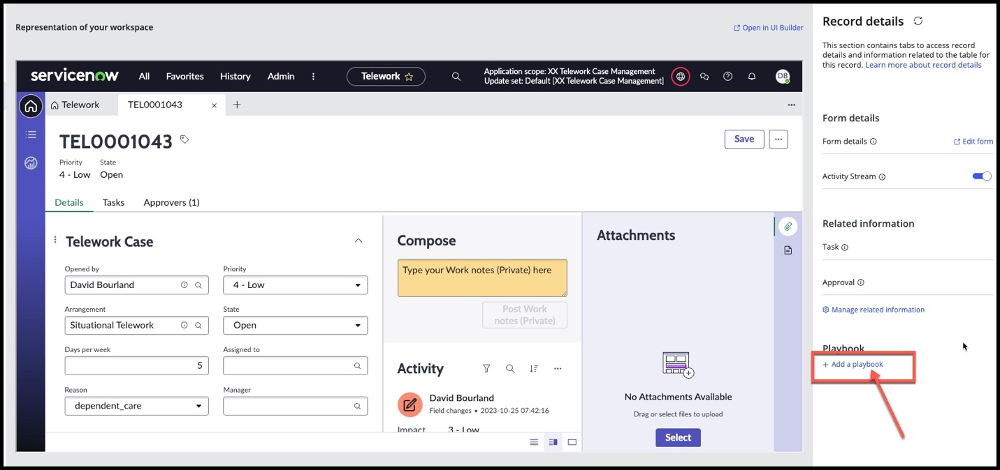 Representation of your workspace
Open in UI Builder
servicenow
All
Favorites
History
Admin
Telework
Application scope: XX Telework Case Management
Update set: Default [XX Telework Case Management]
DB
Telework
TEL0001043
TEL0001043
Save
Priority
State
4 - Low
Open
Details
Tasks
Approvers (1)
Telework Case
Opened by
David Bourland
Priority
4 - Low
Arrangement
Situational Telework
State
Open
Days per week
5
Assigned to
Reason
dependent_care
Manager
Compose
Type your Work notes (Private) here
Post Work
notes (Private)
Activity
David Bourland
Field changes • 2023-10-25 07:42:16
Impact
3 - Low
Attachments
No Attachments Available
Drag or select files to upload
Select
Record details
This section contains tabs to access record
details and information related to the table for
this record. Learn more about record details
Form details
Form details
Edit form
Activity Stream
Related information
Task
Approval
Manage related information
Playbook
+ Add a playbook